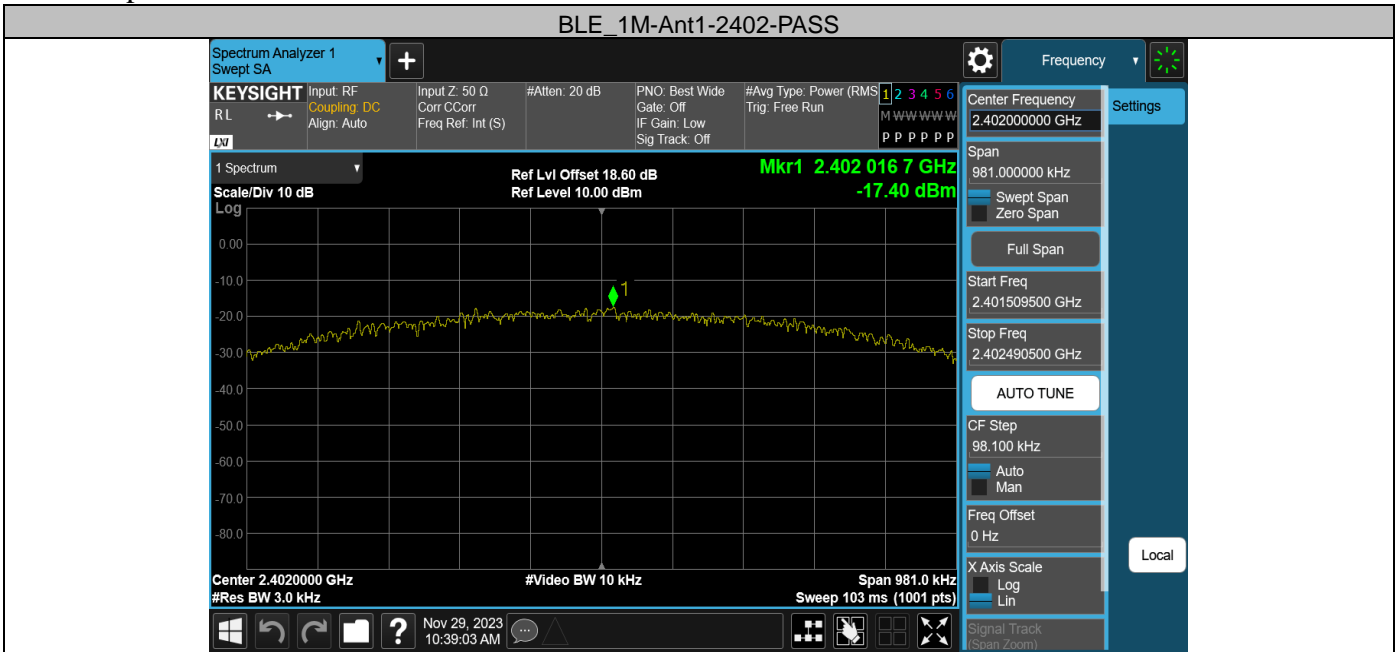 BLE_1M-Ant1-2402-PASS
Spectrum Analyzer 1
Swept SA
Frequency
KEYSIGHT
RL
LXI
Input: RF
Coupling: DC
Align: Auto
Input Z: 50 Ω
Corr CCorr
Freq Ref: Int (S)
#Atten: 20 dB
PNO: Best Wide
Gate: Off
IF Gain: Low
Sig Track: Off
#Avg Type: Power (RMS
Trig: Free Run
1 2 3 4 5 6
M W W W W W
P P P P P P
1 Spectrum
Scale/Div 10 dB
Ref Lvl Offset 18.60 dB
Ref Level 10.00 dBm
Mkr1 2.402 016 7 GHz
-17.40 dBm
Log
0.00
-10.0
-20.0
-30.0
-40.0
-50.0
-60.0
-70.0
-80.0
1
Center 2.4020000 GHz
#Res BW 3.0 kHz
#Video BW 10 kHz
Span 981.0 kHz
Sweep 103 ms (1001 pts)
Nov 29, 2023
10:39:03 AM
Center Frequency
2.402000000 GHz
Settings
Span
981.000000 kHz
Swept Span
Zero Span
Full Span
Start Freq
2.401509500 GHz
Stop Freq
2.402490500 GHz
AUTO TUNE
CF Step
98.100 kHz
Auto
Man
Freq Offset
0 Hz
X Axis Scale
Log
Lin
Local
Signal Track
(Span Zoom)